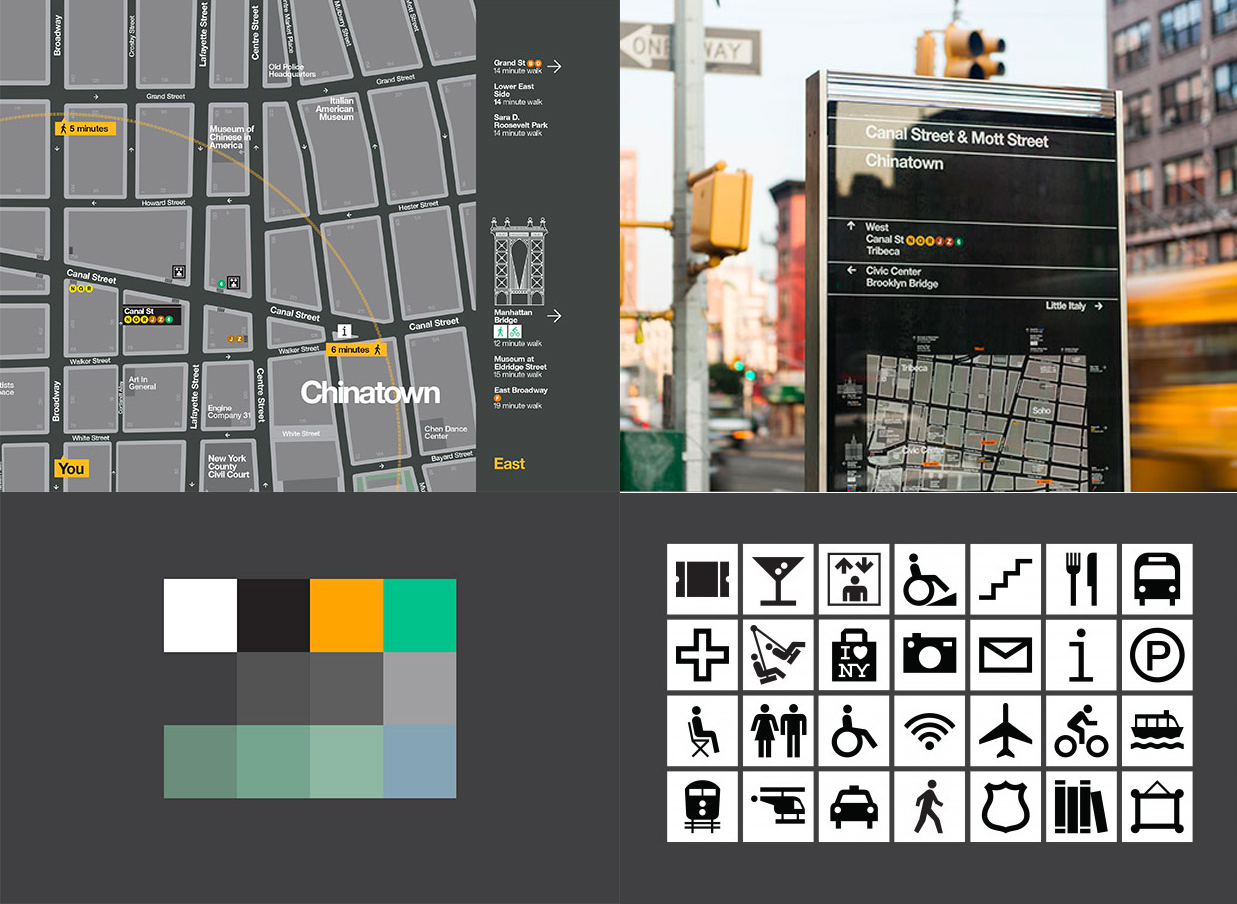 Broadway
Crosby Street
Lafayette Street
Centre Street
Centre Market Place
Mulberry Street
Mott Street
Old Police
Headquarters
Grand Street
Grand Street
5 minutes
Italian
American
Museum
Museum of
Chinese in
America
Howard Street
Hester Street
Canal Street
N Q R
6
Canal St
N Q R J Z 6
J Z
Canal Street
Canal Street
i
6 minutes
Walker Street
Walker Street
Broadway
Cortlandt Alley
Lafayette Street
Centre Street
Art In
General
Chinatown
Engine
Company 31
White Street
White Street
Chen Dance
Center
Bayard Street
New York
County
Civil Court
You
Grand St B D
14 minute walk
Lower East
Side
14 minute walk
Sara D.
Roosevelt Park
14 minute walk
Manhattan
Bridge
12 minute walk
Museum at
Eldridge Street
15 minute walk
East Broadway
F
19 minute walk
East
ONE WAY
Canal Street & Mott Street
Chinatown
West
Canal St N Q R J Z 6
Tribeca
Civic Center
Brooklyn Bridge
Little Italy
West
Tribeca
Soho
Civic Center
I ♥
NY
i
P